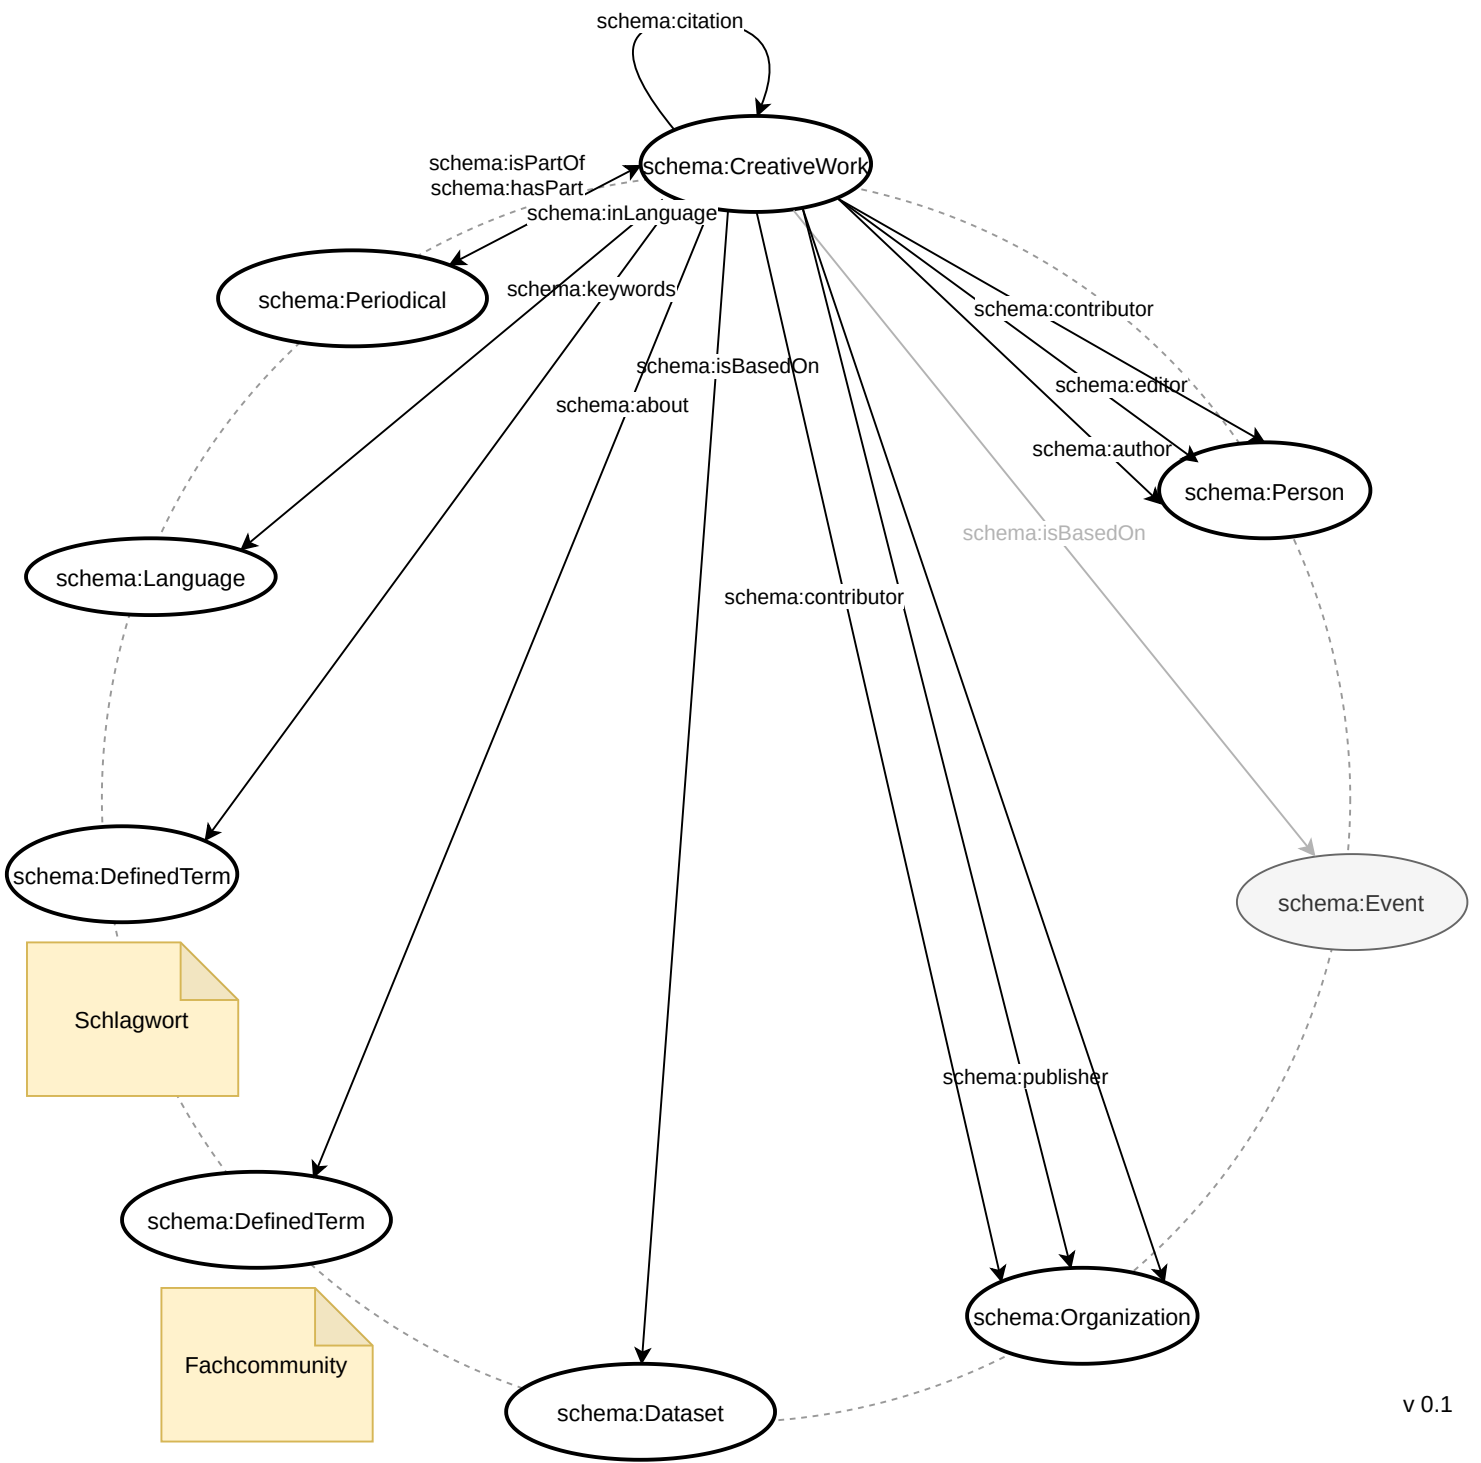 schema:citation
schema:CreativeWork
schema:isPartOf
schema:hasPart
schema:inLanguage
schema:Periodical
schema:keywords
schema:contributor
schema:isBasedOn
schema:editor
schema:about
schema:author
schema:Person
schema:isBasedOn
schema:Language
schema:contributor
schema:DefinedTerm
schema:Event
Schlagwort
schema:publisher
schema:DefinedTerm
schema:Organization
Fachcommunity
schema:Dataset
v 0.1